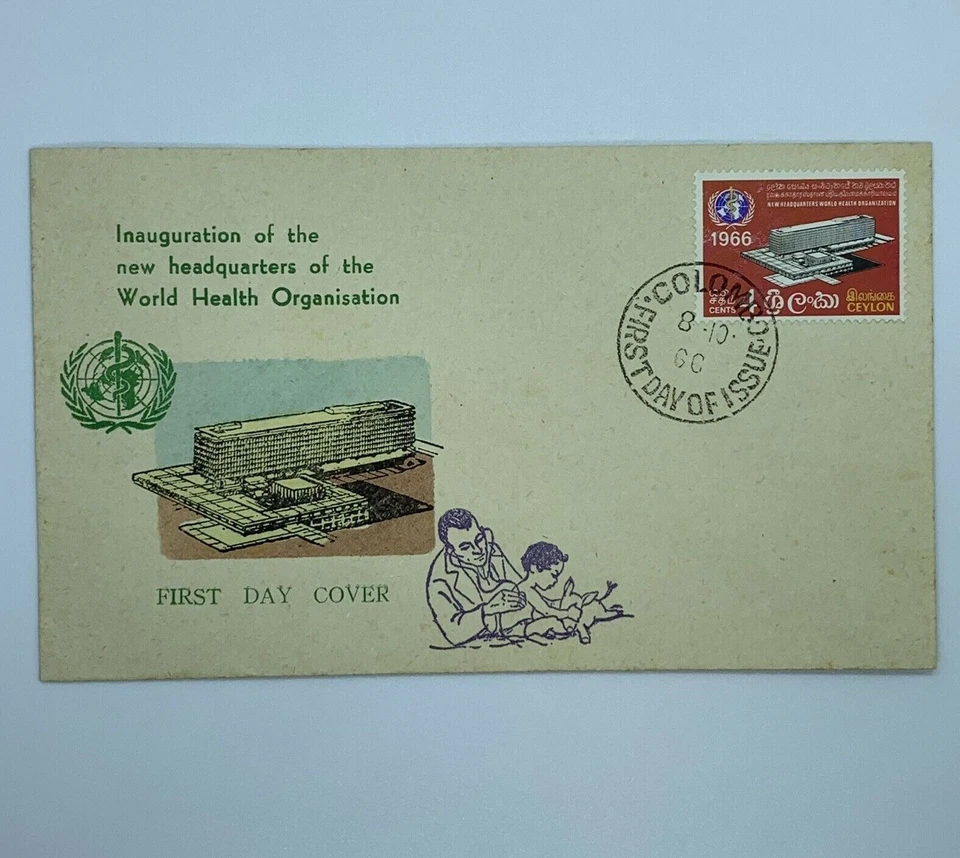 Inauguration of the
new headquarters of the
World Health Organisation
FIRST DAY COVER
NEW HEADQUARTERS WORLD HEALTH ORGANIZATION
1966
CENTS
ශ්‍රී ලංකා
இலங்கை
CEYLON
COLOMBO
8-10.
FIRST DAY OF ISSUE